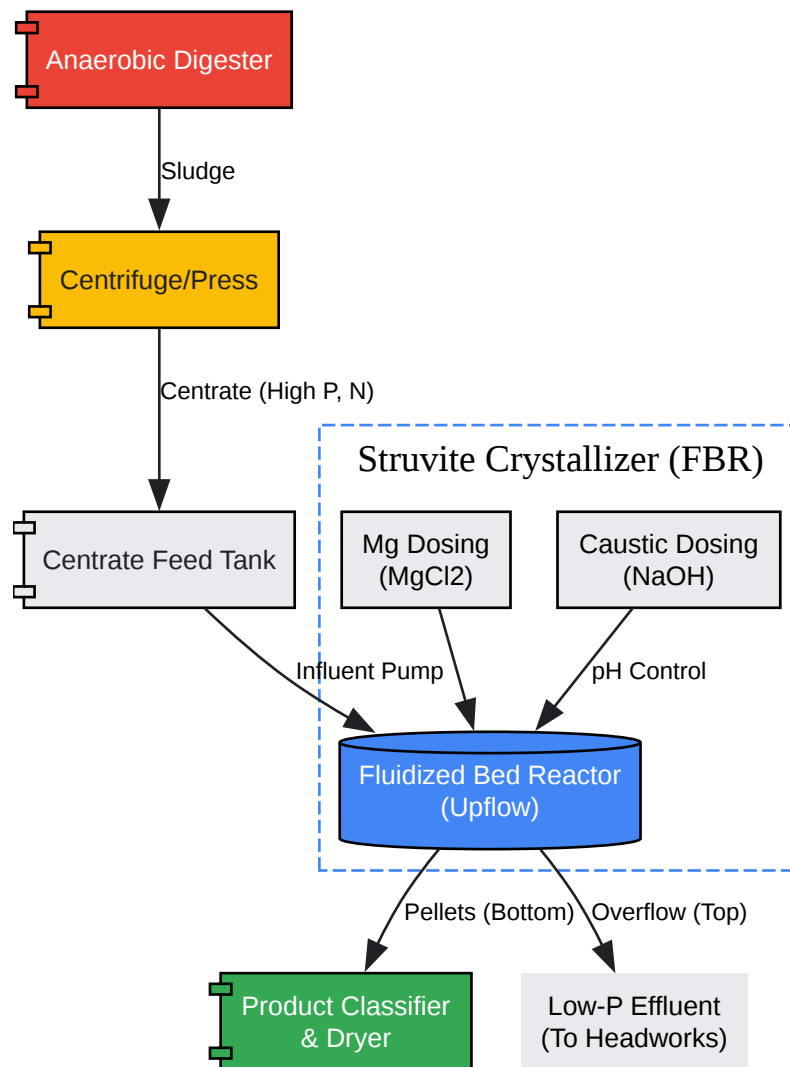 Anaerobic Digester
Sludge
Centrifuge/Press
Centrate (High P, N)
Struvite Crystallizer (FBR)
Centrate Feed Tank
Mg Dosing
(MgCl2)
Caustic Dosing
(NaOH)
Influent Pump
pH Control
Fluidized Bed Reactor
(Upflow)
Pellets (Bottom)
Overflow (Top)
Product Classifier
& Dryer
Low-P Effluent
(To Headworks)